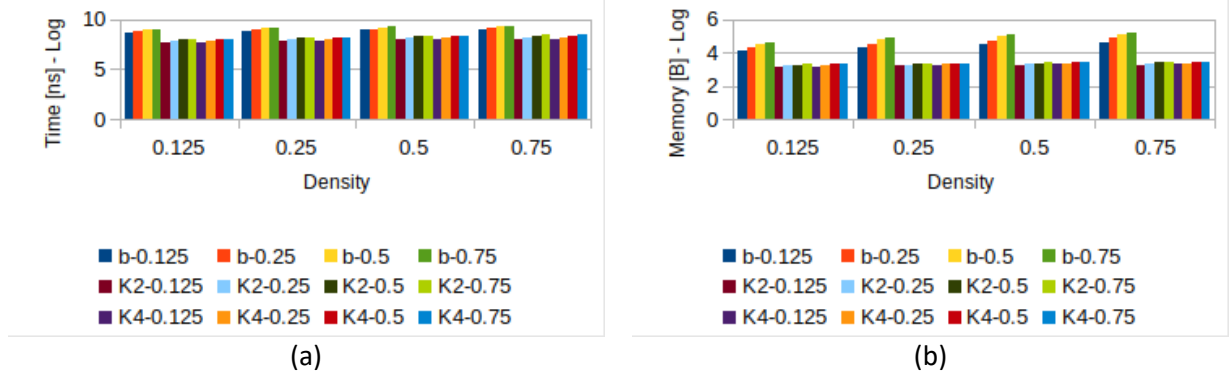 10
5
0
Time [ns] - Log
0.125 0.25 0.5 0.75
Density
b-0.125 b-0.25 b-0.5 b-0.75
K2-0.125 K2-0.25 K2-0.5 K2-0.75
K4-0.125 K4-0.25 K4-0.5 K4-0.75
(a)
6
4
2
0
Memory [B] - Log
0.125 0.25 0.5 0.75
Density
b-0.125 b-0.25 b-0.5 b-0.75
K2-0.125 K2-0.25 K2-0.5 K2-0.75
K4-0.125 K4-0.25 K4-0.5 K4-0.75
(b)